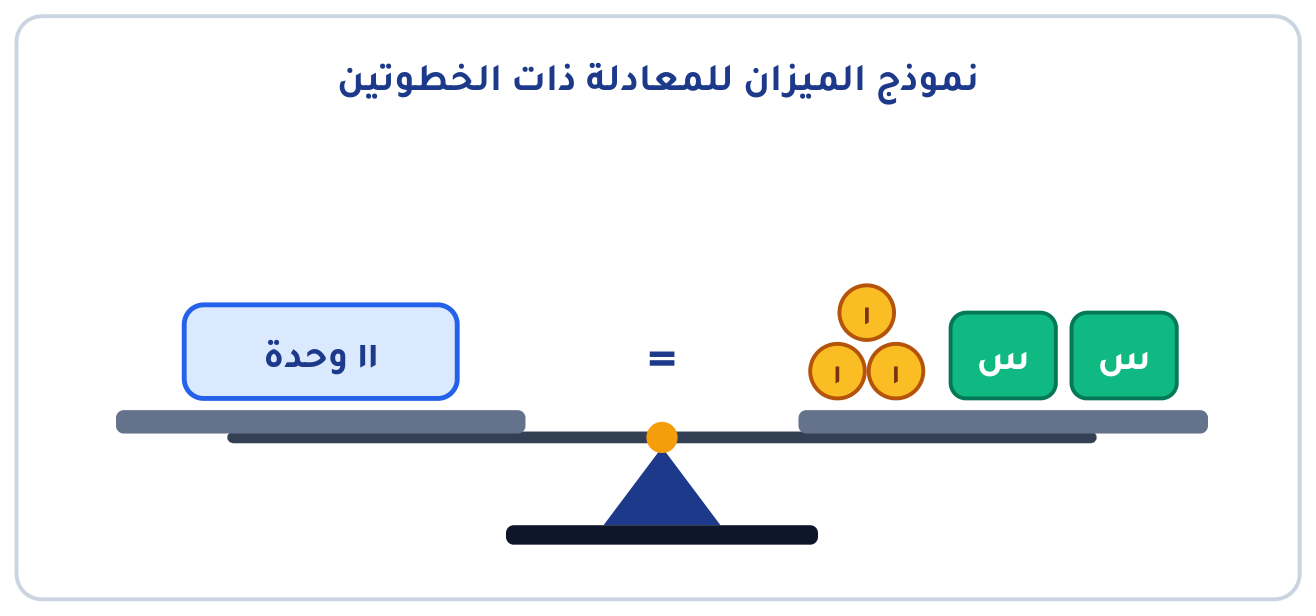 نموذج الميزان للمعادلة ذات الخطوتين
س
س
١
١
١
=
١١ وحدة